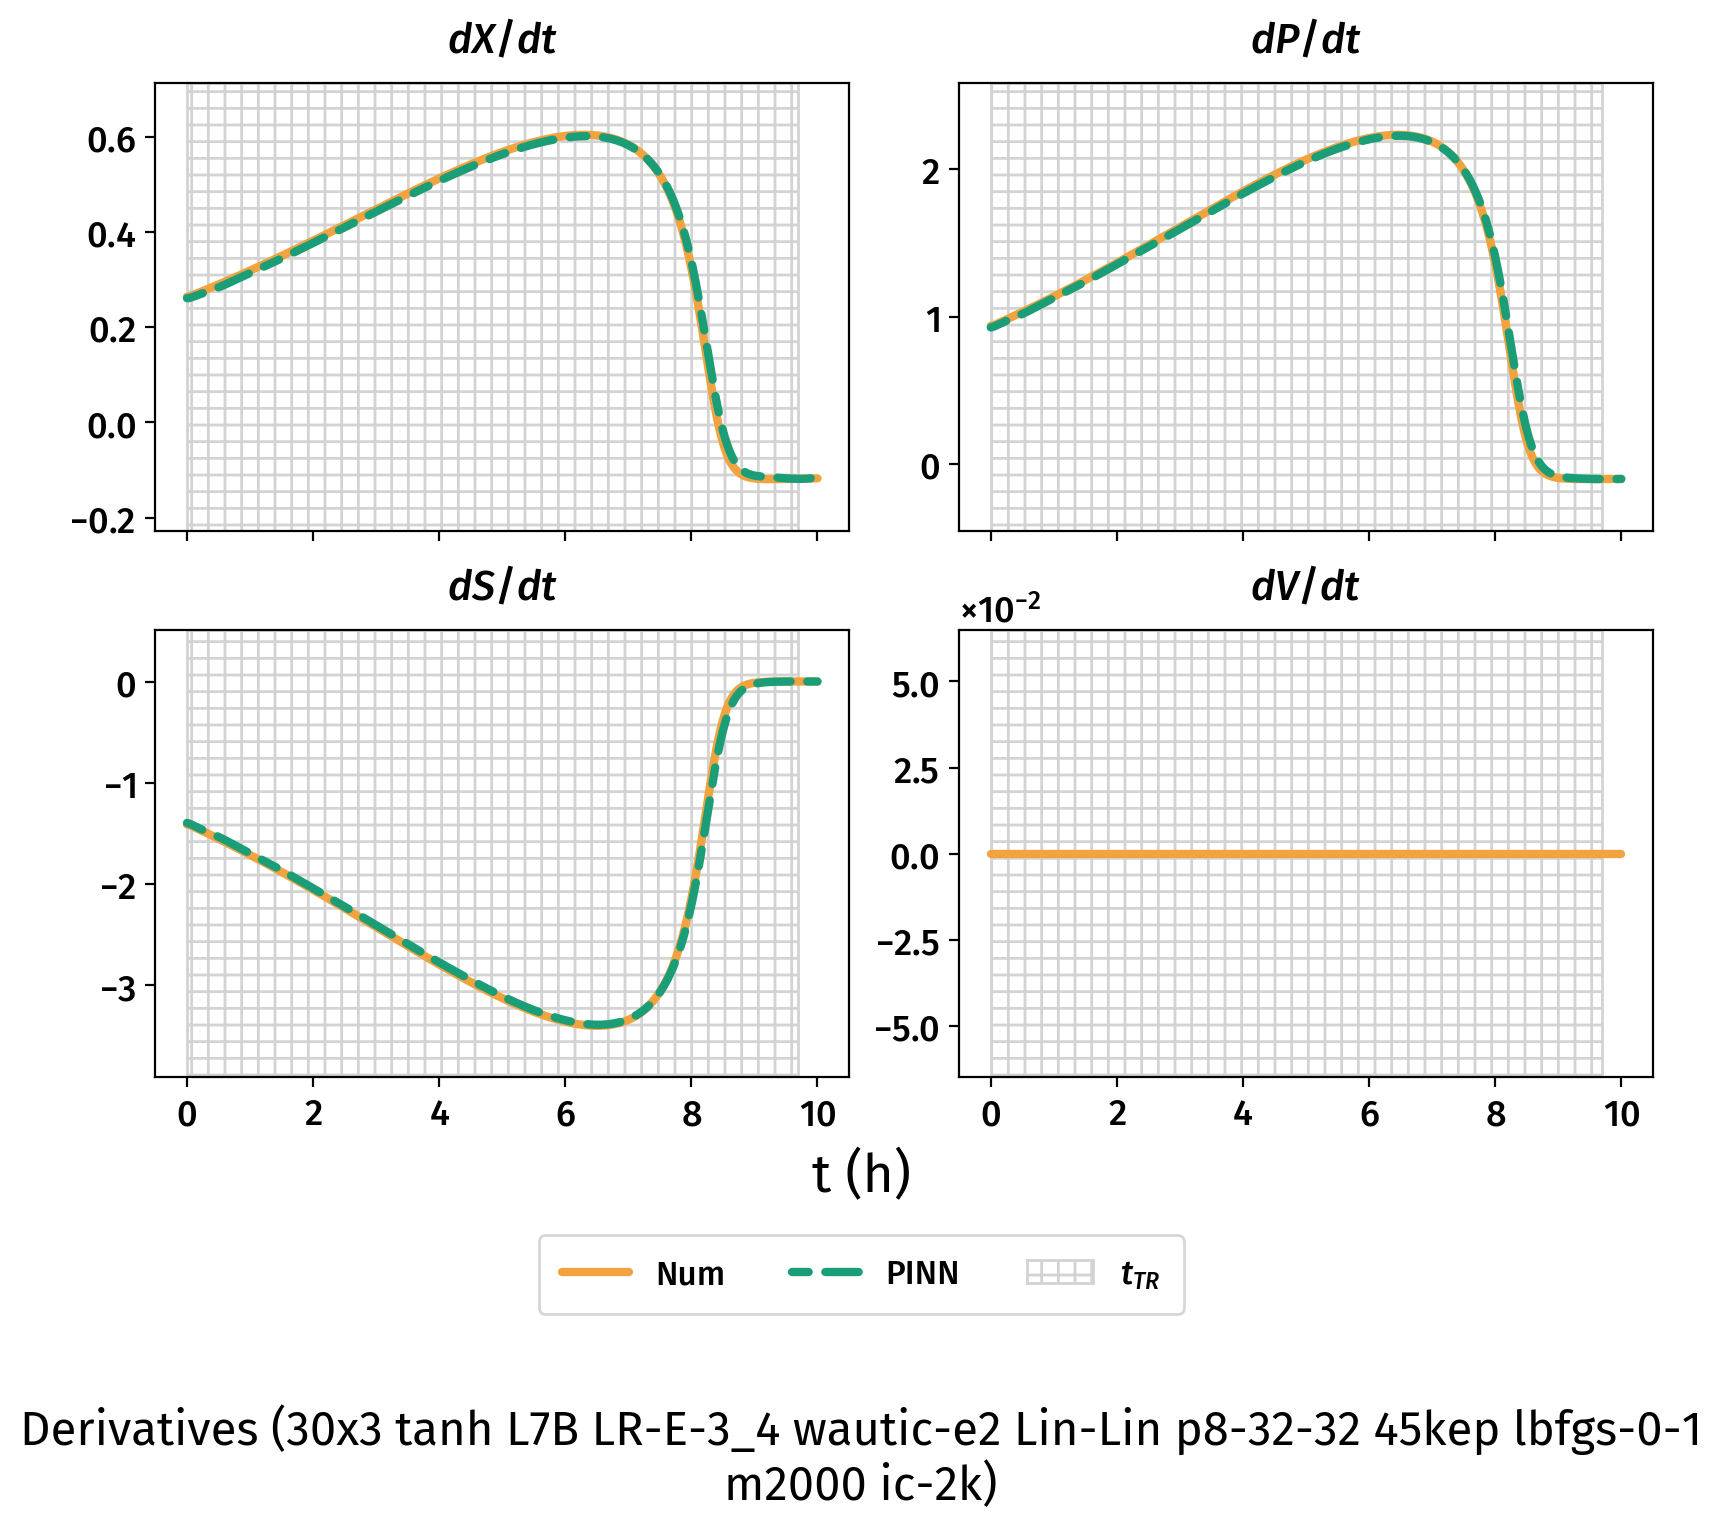 dX/dt
dP/dt
0.6
0.4
0.2
0.0
−0.2
2
1
0
dS/dt
dV/dt
×10⁻²
0
−1
−2
−3
5.0
2.5
0.0
−2.5
−5.0
0 2 4 6 8 10
0 2 4 6 8 10
t (h)
Num PINN t_TR
Derivatives (30x3 tanh L7B LR-E-3_4 wautic-e2 Lin-Lin p8-32-32 45kep lbfgs-0-1
m2000 ic-2k)